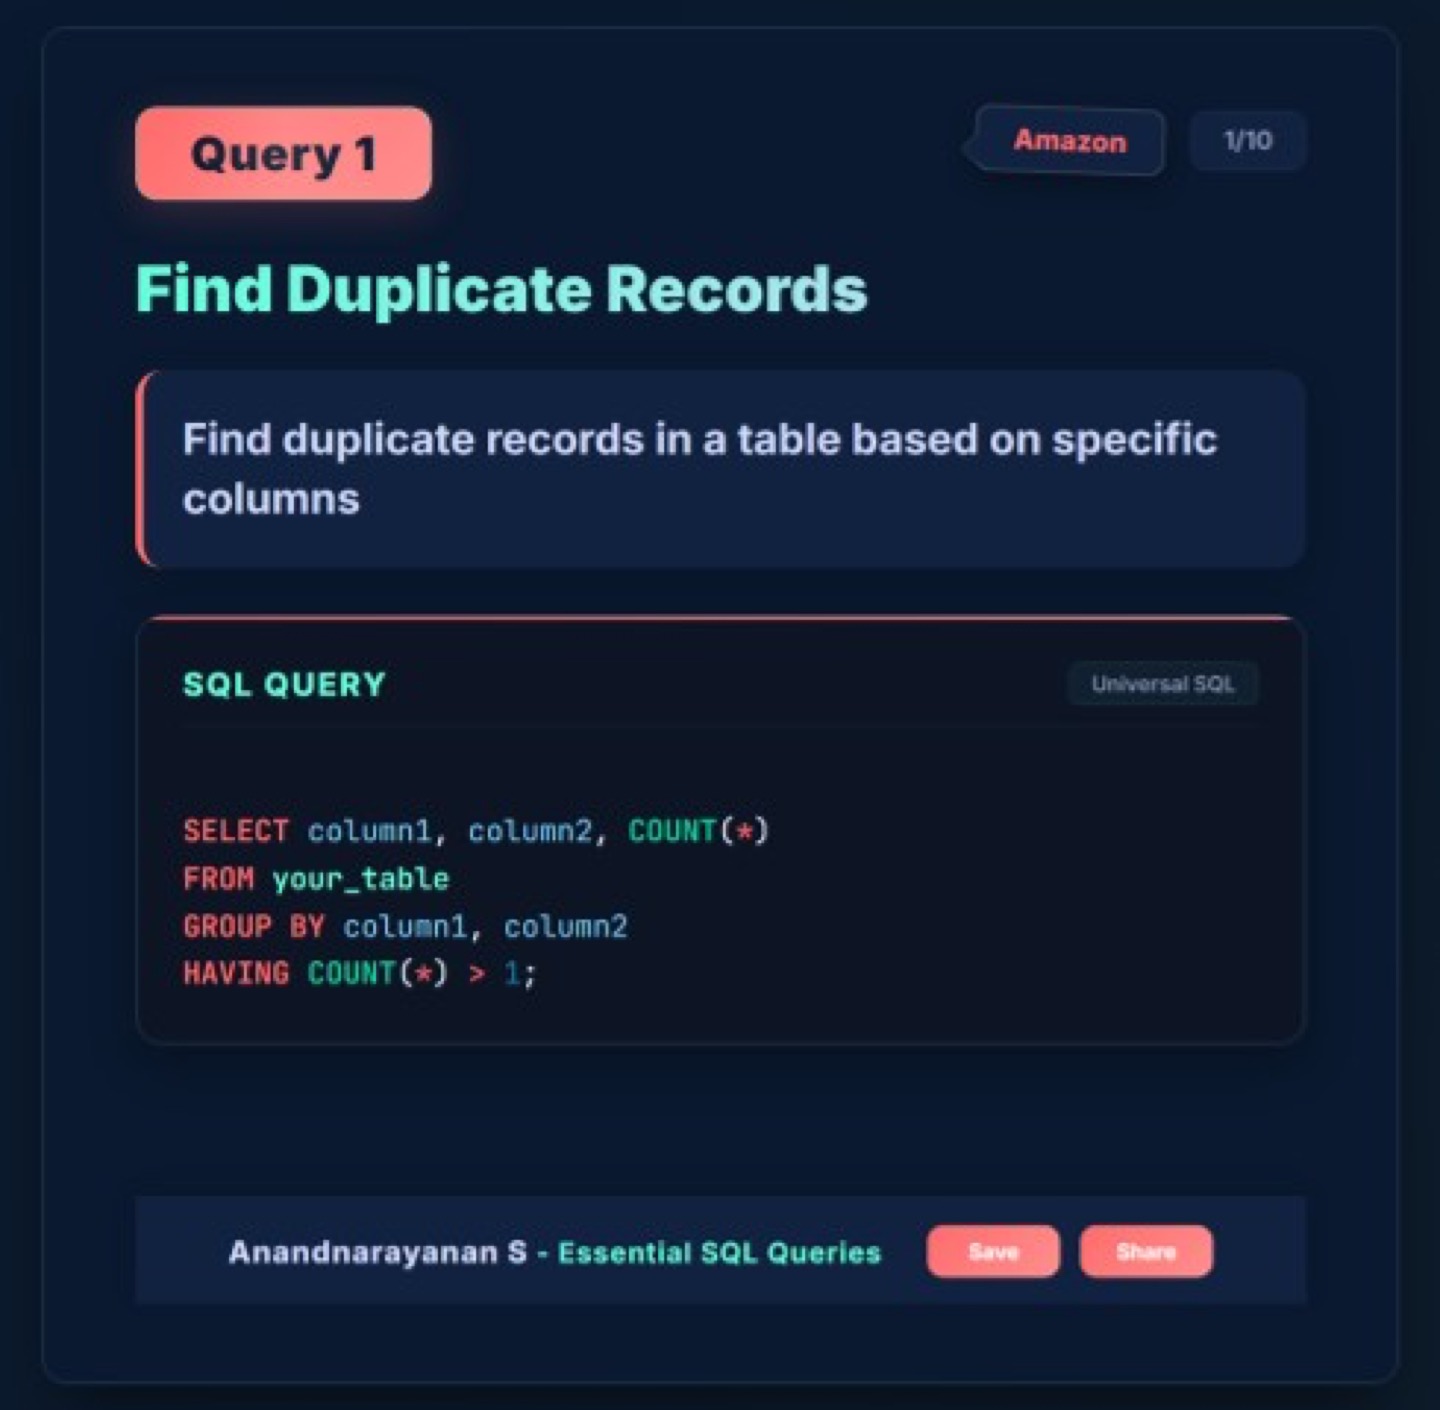 Query 1
Amazon
1/10
Find Duplicate Records
Find duplicate records in a table based on specific
columns
SQL QUERY
Universal SQL
SELECT column1, column2, COUNT(*)
FROM your_table
GROUP BY column1, column2
HAVING COUNT(*) > 1;
Anandnarayanan S - Essential SQL Queries
Save
Share